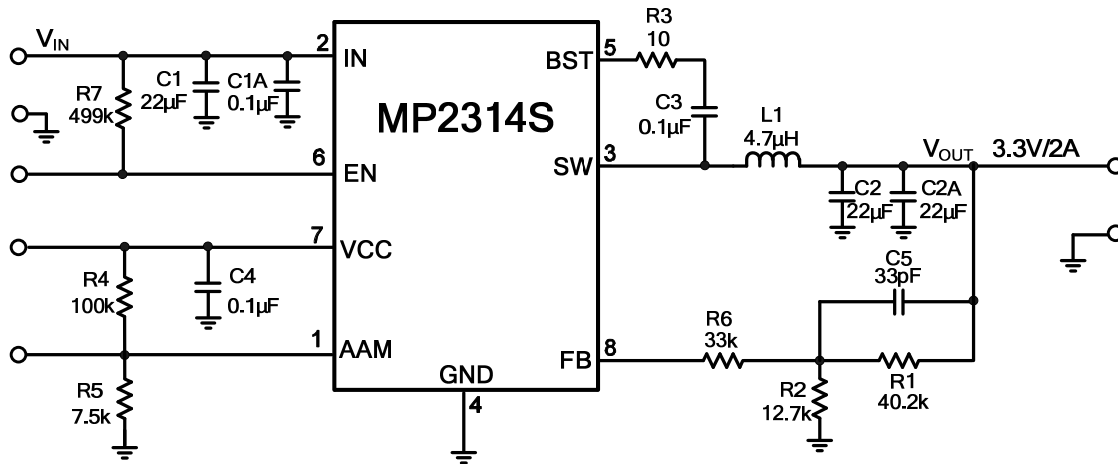 V_IN
R7
499k
C1
22µF
C1A
0.1µF
2
IN
6
EN
7
VCC
R4
100k
C4
0.1µF
1
AAM
R5
7.5k
MP2314S
GND
4
5
BST
R3
10
C3
0.1µF
3
SW
L1
4.7µH
V_OUT
3.3V/2A
C2
22µF
C2A
22µF
C5
33pF
8
FB
R6
33k
R2
12.7k
R1
40.2k